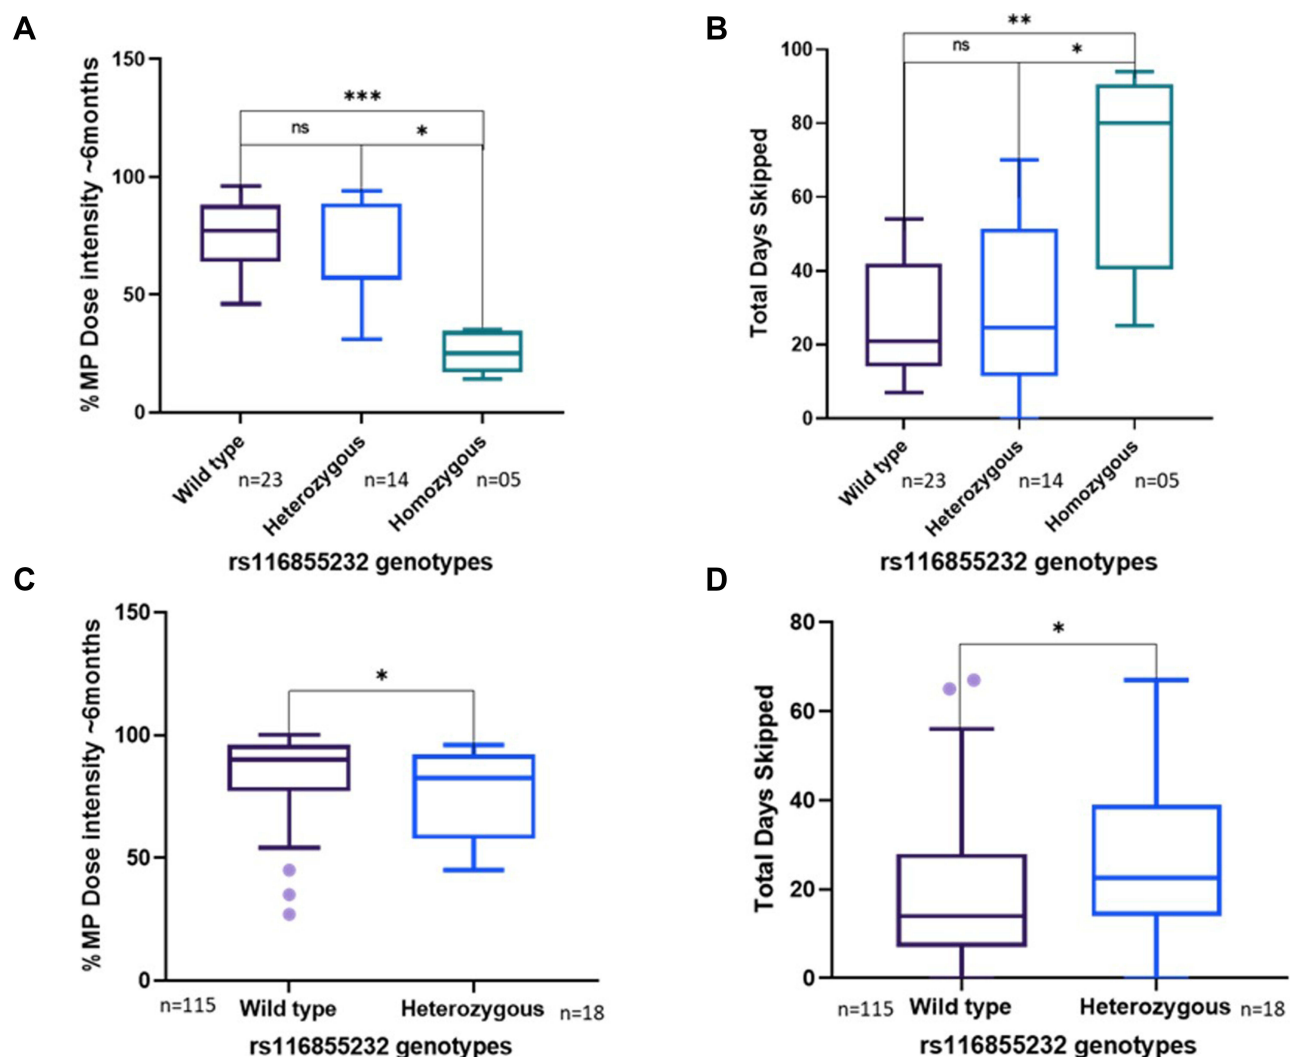 A
% MP Dose intensity ~6months
150
100
50
0
***
ns
*
Wild type
n=23
Heterozygous
n=14
Homozygous
n=05
rs116855232 genotypes
B
Total Days Skipped
100
80
60
40
20
0
**
ns
*
Wild type
n=23
Heterozygous
n=14
Homozygous
n=05
rs116855232 genotypes
C
% MP Dose intensity ~6months
150
100
50
0
*
n=115
Wild type
Heterozygous
n=18
rs116855232 genotypes
D
Total Days Skipped
80
60
40
20
0
*
n=115
Wild type
Heterozygous
n=18
rs116855232 genotypes